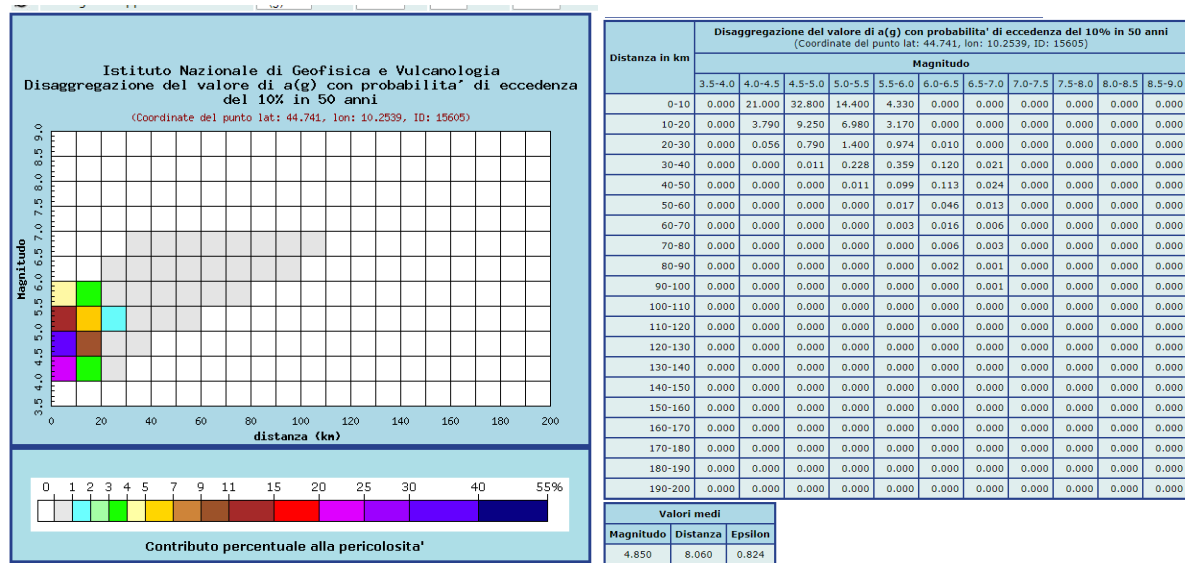 Istituto Nazionale di Geofisica e Vulcanologia
Disaggregazione del valore di a(g) con probabilita' di eccedenza
del 10% in 50 anni
(Coordinate del punto lat: 44.741, lon: 10.2539, ID: 15605)
Magnitudo
9.0
8.5
8.0
7.5
7.0
6.5
6.0
5.5
5.0
4.5
4.0
3.5
0 20 40 60 80 100 120 140 160 180 200
distanza (km)
0 1 2 3 4 5 7 9 11 15 20 25 30 40 55%
Contributo percentuale alla pericolosita'
Disaggregazione del valore di a(g) con probabilita' di eccedenza del 10% in 50 anni
(Coordinate del punto lat: 44.741, lon: 10.2539, ID: 15605)
Distanza in km
Magnitudo
3.5-4.0 4.0-4.5 4.5-5.0 5.0-5.5 5.5-6.0 6.0-6.5 6.5-7.0 7.0-7.5 7.5-8.0 8.0-8.5 8.5-9.0
0-10 0.000 21.000 32.800 14.400 4.330 0.000 0.000 0.000 0.000 0.000 0.000
10-20 0.000 3.790 9.250 6.980 3.170 0.000 0.000 0.000 0.000 0.000 0.000
20-30 0.000 0.056 0.790 1.400 0.974 0.010 0.000 0.000 0.000 0.000 0.000
30-40 0.000 0.000 0.011 0.228 0.359 0.120 0.021 0.000 0.000 0.000 0.000
40-50 0.000 0.000 0.000 0.011 0.099 0.113 0.024 0.000 0.000 0.000 0.000
50-60 0.000 0.000 0.000 0.000 0.017 0.046 0.013 0.000 0.000 0.000 0.000
60-70 0.000 0.000 0.000 0.000 0.003 0.016 0.006 0.000 0.000 0.000 0.000
70-80 0.000 0.000 0.000 0.000 0.000 0.006 0.003 0.000 0.000 0.000 0.000
80-90 0.000 0.000 0.000 0.000 0.000 0.002 0.001 0.000 0.000 0.000 0.000
90-100 0.000 0.000 0.000 0.000 0.000 0.000 0.001 0.000 0.000 0.000 0.000
100-110 0.000 0.000 0.000 0.000 0.000 0.000 0.000 0.000 0.000 0.000 0.000
110-120 0.000 0.000 0.000 0.000 0.000 0.000 0.000 0.000 0.000 0.000 0.000
120-130 0.000 0.000 0.000 0.000 0.000 0.000 0.000 0.000 0.000 0.000 0.000
130-140 0.000 0.000 0.000 0.000 0.000 0.000 0.000 0.000 0.000 0.000 0.000
140-150 0.000 0.000 0.000 0.000 0.000 0.000 0.000 0.000 0.000 0.000 0.000
150-160 0.000 0.000 0.000 0.000 0.000 0.000 0.000 0.000 0.000 0.000 0.000
160-170 0.000 0.000 0.000 0.000 0.000 0.000 0.000 0.000 0.000 0.000 0.000
170-180 0.000 0.000 0.000 0.000 0.000 0.000 0.000 0.000 0.000 0.000 0.000
180-190 0.000 0.000 0.000 0.000 0.000 0.000 0.000 0.000 0.000 0.000 0.000
190-200 0.000 0.000 0.000 0.000 0.000 0.000 0.000 0.000 0.000 0.000 0.000
Valori medi
Magnitudo Distanza Epsilon
4.850 8.060 0.824